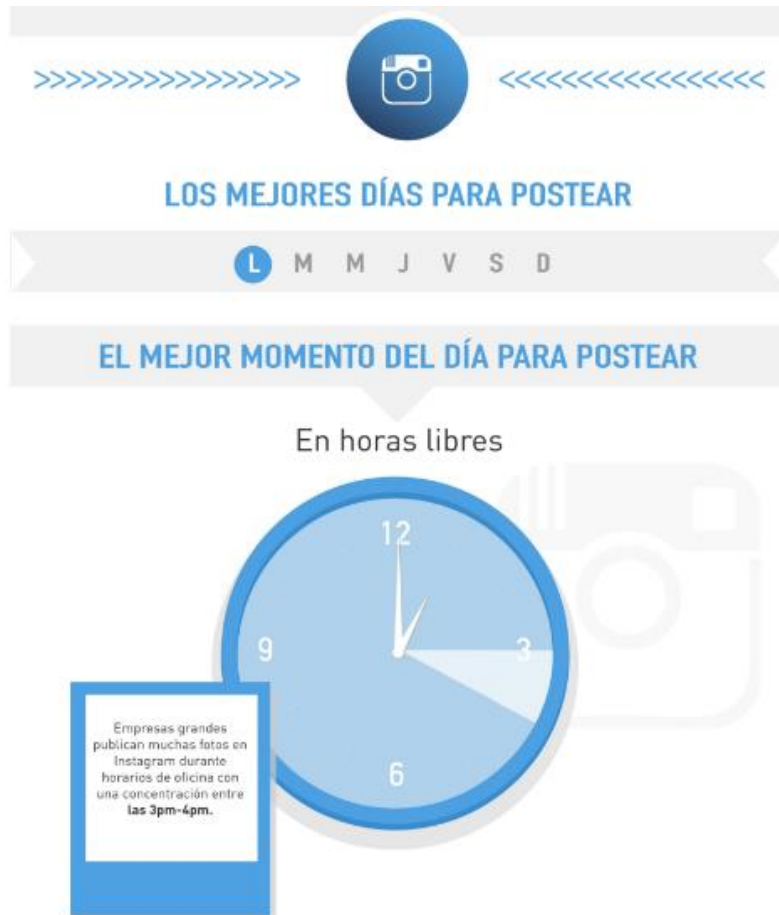 LOS MEJORES DÍAS PARA POSTEAR
L M M J V S D
EL MEJOR MOMENTO DEL DÍA PARA POSTEAR
En horas libres
12
9
3
6
Empresas grandes
publican muchas fotos en
Instagram durante
horarios de oficina con
una concentración entre
las 3pm-4pm.